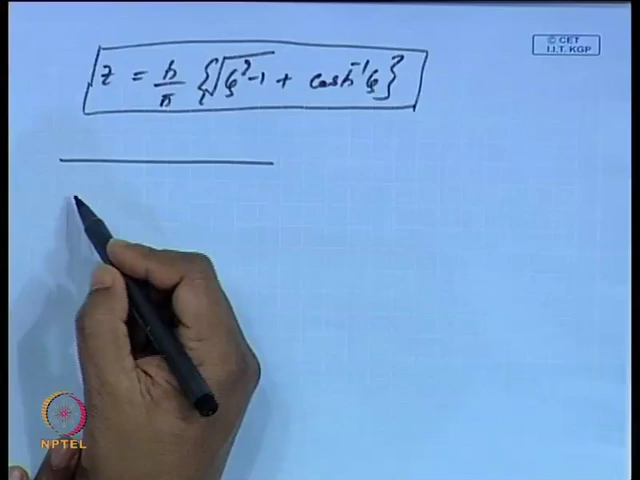 z = h/π {√(ζ²-1) + cosh⁻¹ζ}
© CET
I.I.T. KGP
NPTEL